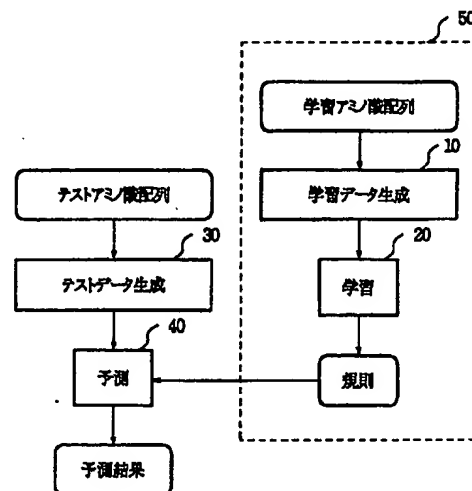 50
学習アミノ酸配列
10
学習データ生成
テストアミノ酸配列
30
20
テストデータ生成
学習
40
予測
規則
予測結果